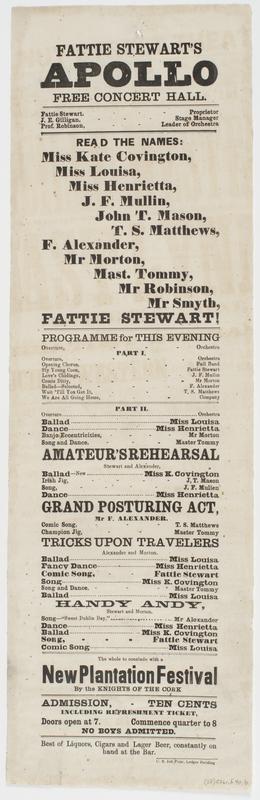 FATTIE STEWART'S
APOLLO
FREE CONCERT HALL.
Fattie Stewart. - - - Proprietor
J. E. Gilligan. - - - Stage Manager
Prof. Robinson, - - - Leader of Orchestra
READ THE NAMES:
Miss Kate Covington,
Miss Louisa,
Miss Henrietta,
J. F. Mullin,
John T. Mason,
T. S. Matthews,
F. Alexander,
Mr Morton,
Mast. Tommy,
Mr Robinson,
Mr Smyth,
FATTIE STEWART!
PROGRAMME for THIS EVENING
Overture, - - Orchestra
PART I.
Overture, Orchestra
Opening Chorus, Full Band
Sly Young Coon, Fattie Stewart
Love's Chidings, J. F. Mullin
Comic Ditty, Mr Morton
Ballad—Selected, F. Alexander
Wait 'Till You Get It, T. S. Matthews
We Are All Going Home, Company
PART II.
Overture Orchestra
Ballad Miss Louisa
Dance Miss Henrietta
Banjo Eccentricities, - Mr Morton
Song and Dance. - - Master Tommy
AMATEUR'S REHEARSAL
Stewart and Alexander,
Ballad—New Miss K. Covington
Irish Jig, - - J. T. Mason
Song, - - J. F. Mullen
Dance Miss Henrietta
GRAND POSTURING ACT,
Mr F. ALEXANDER.
Comic Song. - - T. S. Matthews
Champion Jig, - - Master Tommy
TRICKS UPON TRAVELERS
Alexander and Morton.
Ballad Miss Louisa
Fancy Dance Miss Henrietta
Comic Song, - Fattie Stewart
Song Miss K. Covington
Song and Dance. - - Master Tommy
Ballad Miss Louisa
HANDY ANDY,
Stewart and Morton.
Song—"Sweet Dublin Bay," Mr Alexander
Dance Miss Henrietta
Ballad Miss K. Covington
Song, - - - Fattie Stewart
Comic Song Miss Louisa
The whole to conclude with a
New Plantation Festival
By the KNIGHTS OF THE CORK
ADMISSION, - TEN CENTS
INCLUDING REFRESHMENT TICKET,
Doors open at 7. Commence quarter to 8
NO BOYS ADMITTED.
Best of Liquors, Cigars and Lager Beer, constantly on
hand at the Bar.